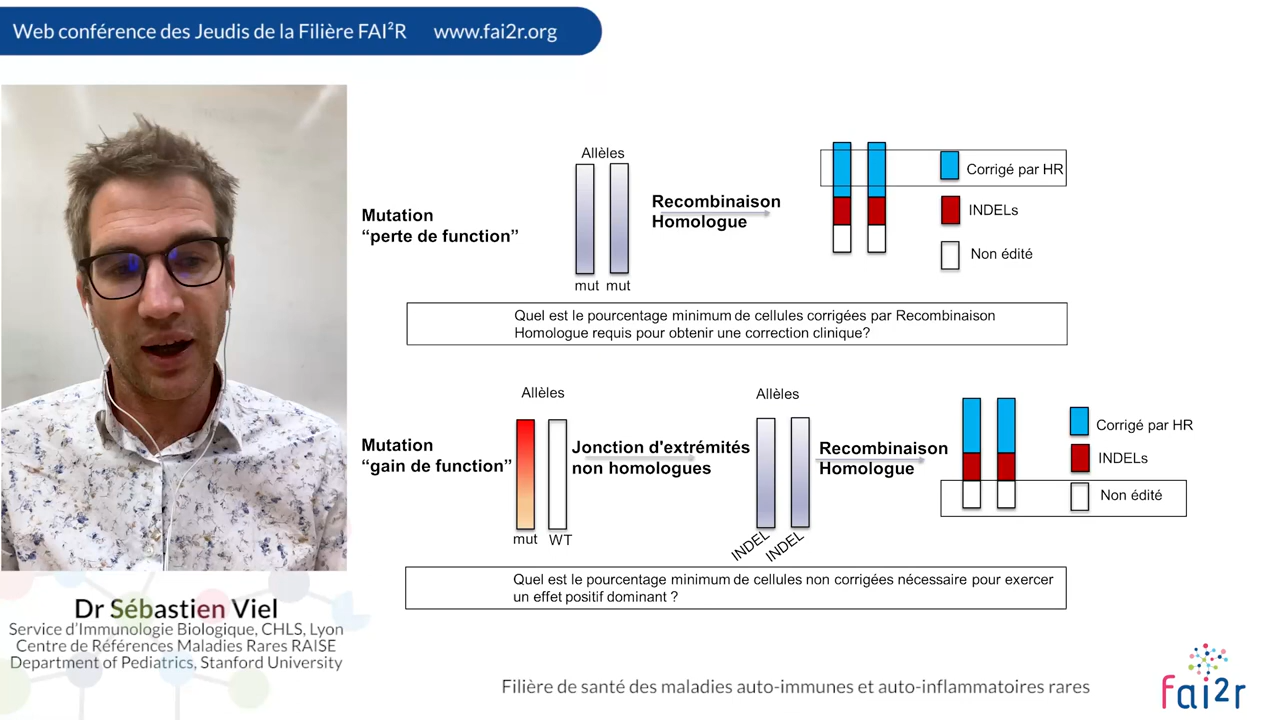 Web conférence des Jeudis de la Filière FAI²R www.fai2r.org
Allèles
Mutation
“perte de function”
mut mut
Recombinaison
Homologue
Corrigé par HR
INDELs
Non édité
Quel est le pourcentage minimum de cellules corrigées par Recombinaison
Homologue requis pour obtenir une correction clinique?
Allèles
Mutation
“gain de function”
mut WT
Jonction d'extrémités
non homologues
Allèles
INDEL INDEL
Recombinaison
Homologue
Corrigé par HR
INDELs
Non édité
Quel est le pourcentage minimum de cellules non corrigées nécessaire pour exercer
un effet positif dominant ?
Dr Sébastien Viel
Service d’Immunologie Biologique, CHLS, Lyon
Centre de Références Maladies Rares RAISE
Department of Pediatrics, Stanford University
Filière de santé des maladies auto-immunes et auto-inflammatoires rares
fai2r